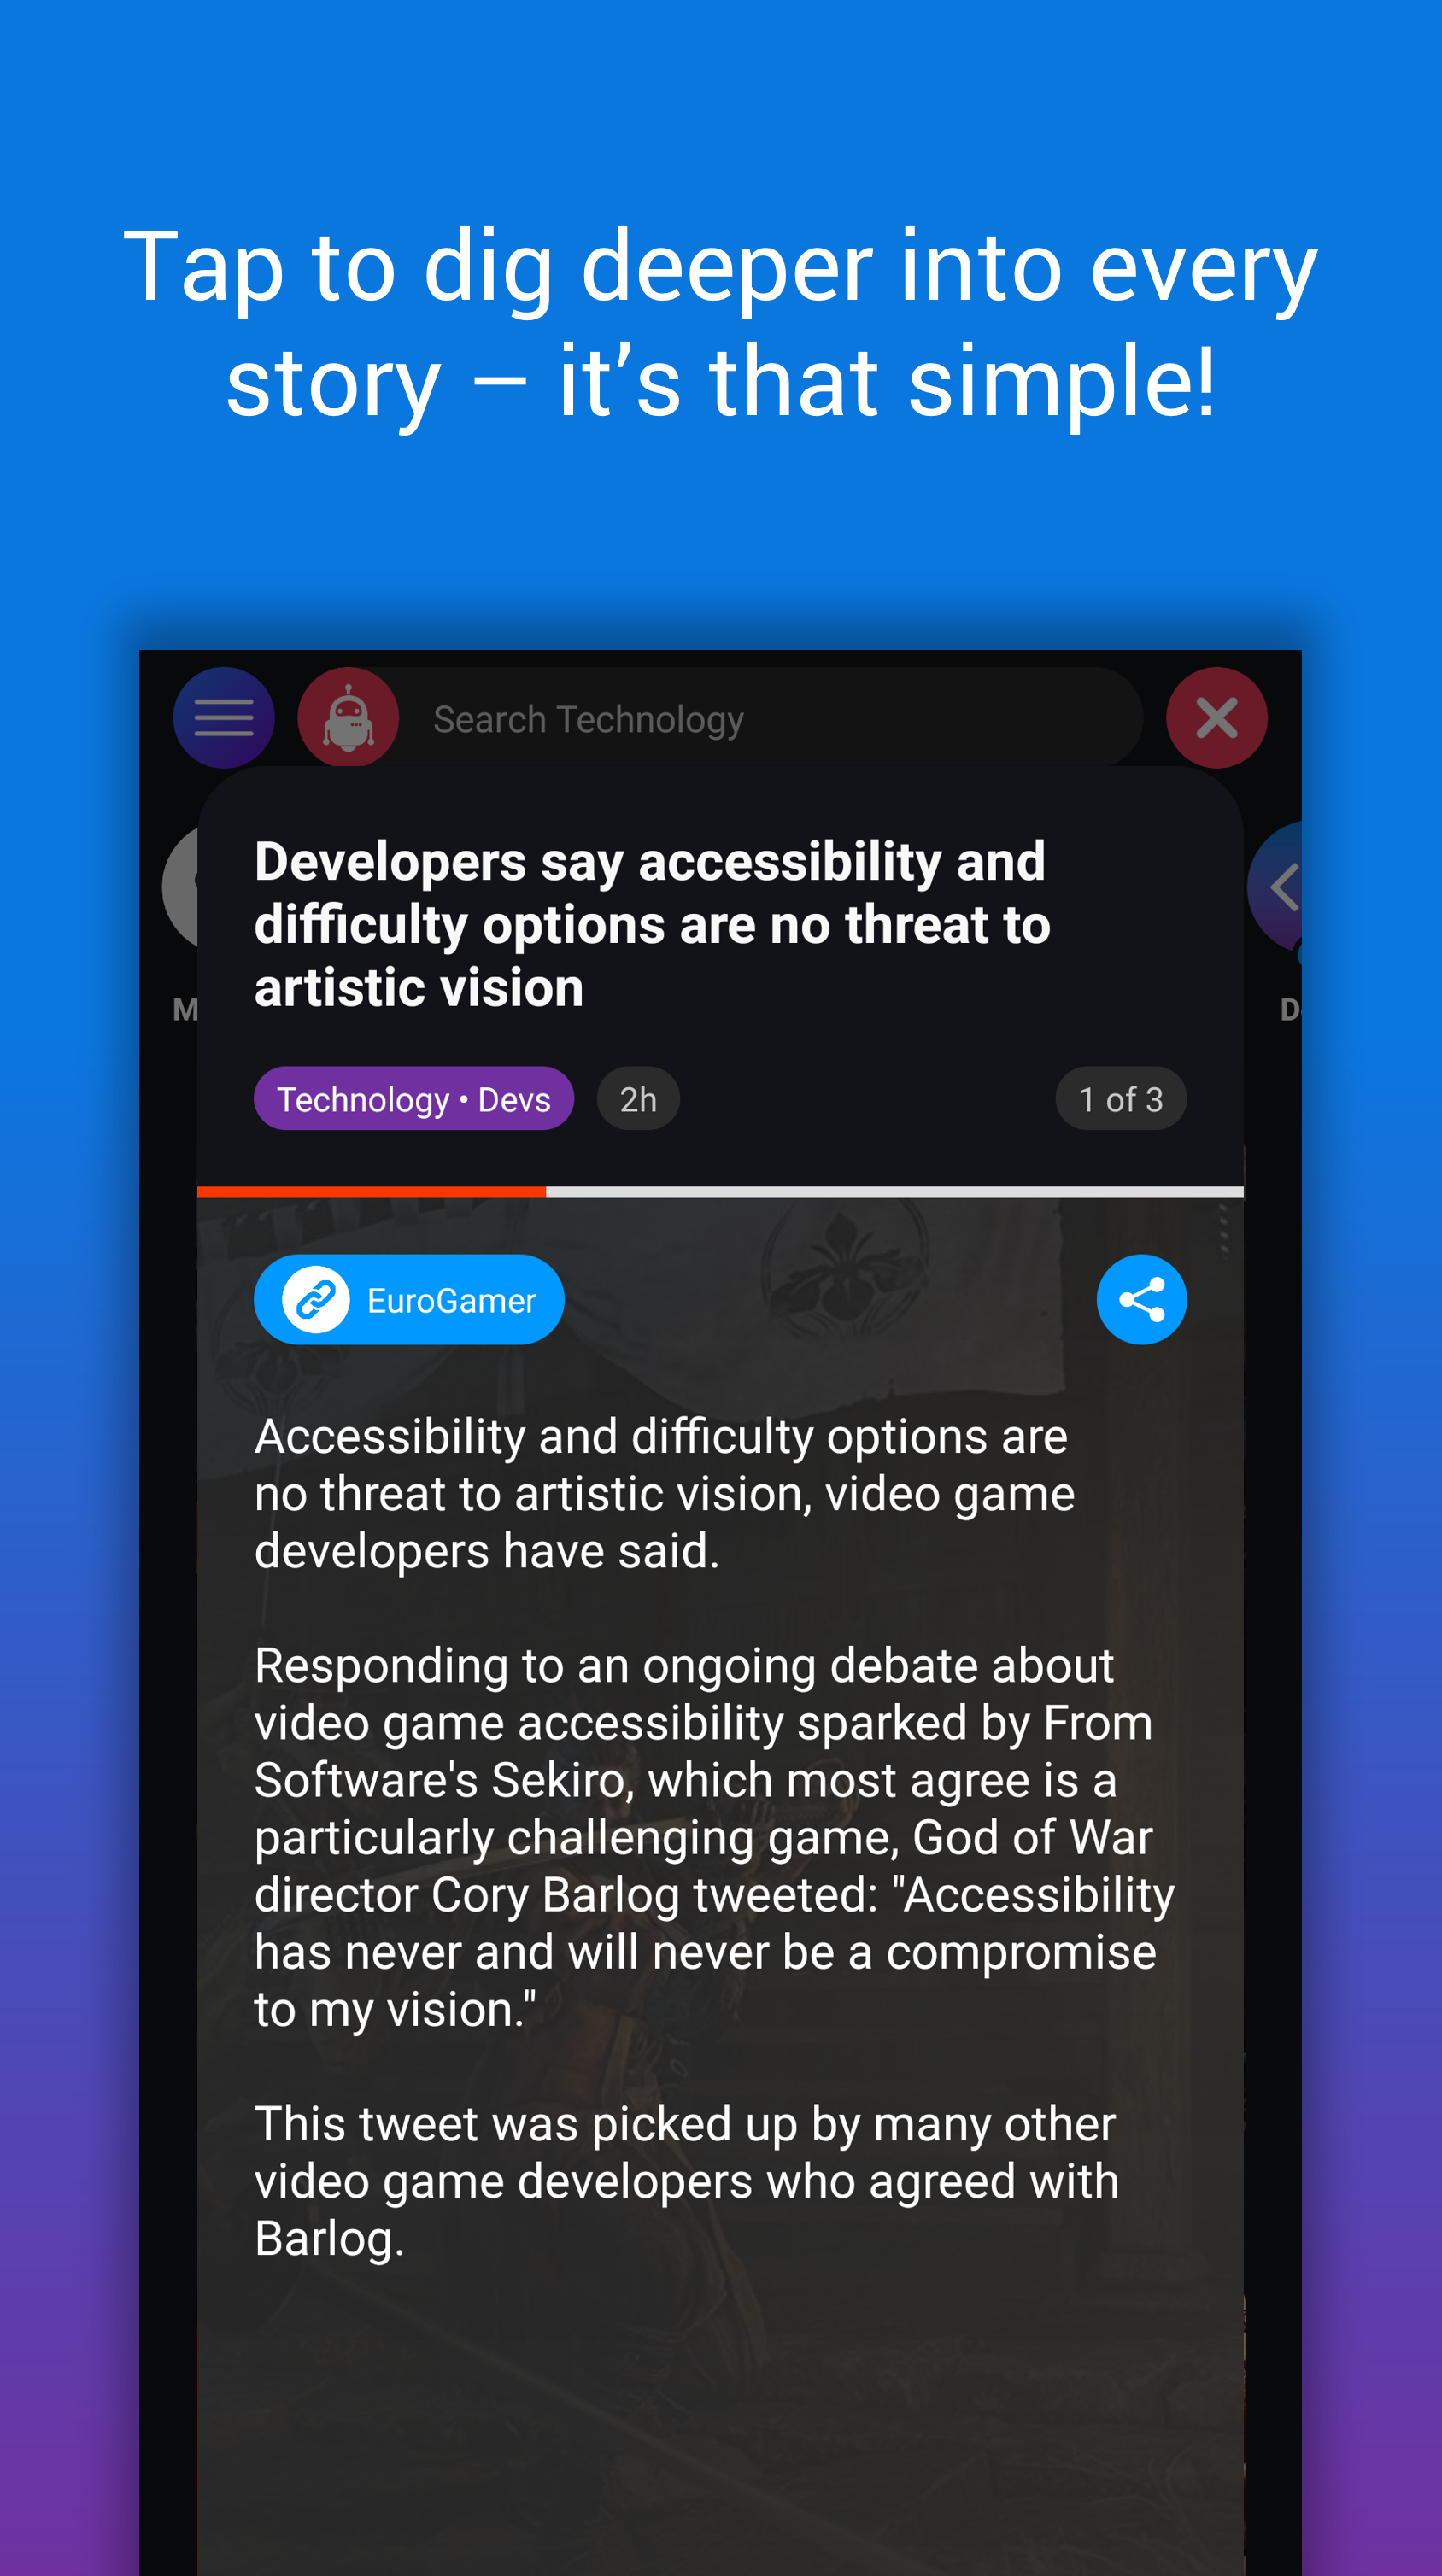 Tap to dig deeper into every
story – it’s that simple!
Search Technology
Developers say accessibility and
difficulty options are no threat to
artistic vision
M
D
Technology • Devs
2h
1 of 3
EuroGamer
Accessibility and difficulty options are
no threat to artistic vision, video game
developers have said.
Responding to an ongoing debate about
video game accessibility sparked by From
Software's Sekiro, which most agree is a
particularly challenging game, God of War
director Cory Barlog tweeted: "Accessibility
has never and will never be a compromise
to my vision."
This tweet was picked up by many other
video game developers who agreed with
Barlog.